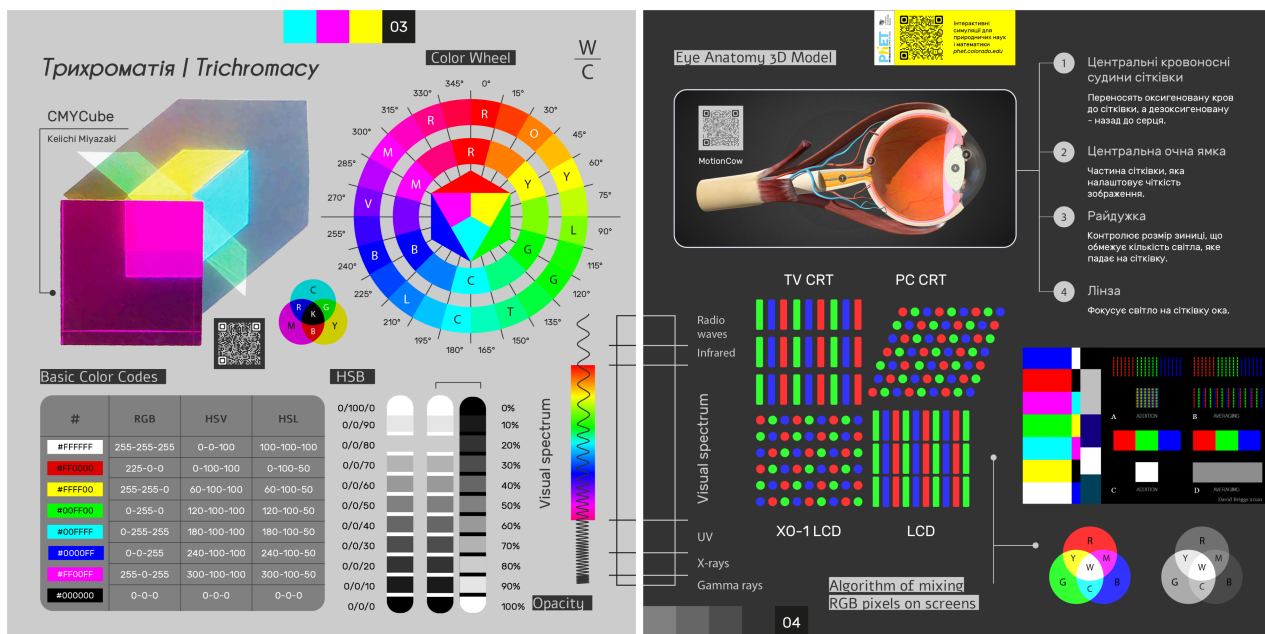 03
Трихроматія | Trichromacy
CMYCube
Keiichi Miyazaki
Color Wheel
W
C
345° 0° 15°
330° 30°
315° 45°
300° 60°
285° 75°
270° 90°
255° 115°
240° 120°
225° 135°
210° 150°
195° 180° 165°
R R O
M Y
V L
B G
L T
C
R
M Y
B G
C
C
R G
K
M B Y
Basic Color Codes
# RGB HSV HSL
#FFFFFF 255-255-255 0-0-100 100-100-100
#FF0000 225-0-0 0-100-100 0-100-50
#FFFF00 255-255-0 60-100-100 60-100-50
#00FF00 0-255-0 120-100-100 120-100-50
#00FFFF 0-255-255 180-100-100 180-100-50
#0000FF 0-0-255 240-100-100 240-100-50
#FF00FF 255-0-255 300-100-100 300-100-50
#000000 0-0-0 0-0-0 0-0-0
HSB
0/100/0 0%
0/0/90 10%
0/0/80 20%
0/0/70 30%
0/0/60 40%
0/0/50 50%
0/0/40 60%
0/0/30 70%
0/0/20 80%
0/0/10 90%
0/0/0 100%
Opacity
Visual spectrum
Eye Anatomy 3D Model
PhET
Інтерактивні
симуляції для
природничих наук
і математики
phet.colorado.edu
MotionCow
1 Центральні кровоносні
судини сітківки
Переносять оксигеновану кров
до сітківки, а дезоксигеновану
- назад до серця.
2 Центральна очна ямка
Частина сітківки, яка
налаштовує чіткість
зображення.
3 Райдужка
Контролює розмір зиниці, що
обмежує кількість світла, яке
падає на сітківку.
4 Лінза
Фокусує світло на сітківку ока.
TV CRT PC CRT
XO-1 LCD LCD
Radio
waves
Infrared
Visual spectrum
UV
X-rays
Gamma rays
Algorithm of mixing
RGB pixels on screens
A ADDITION B AVERAGING
C ADDITION D AVERAGING
R
Y M
W
G C B
R
Y M
W
G C B
04